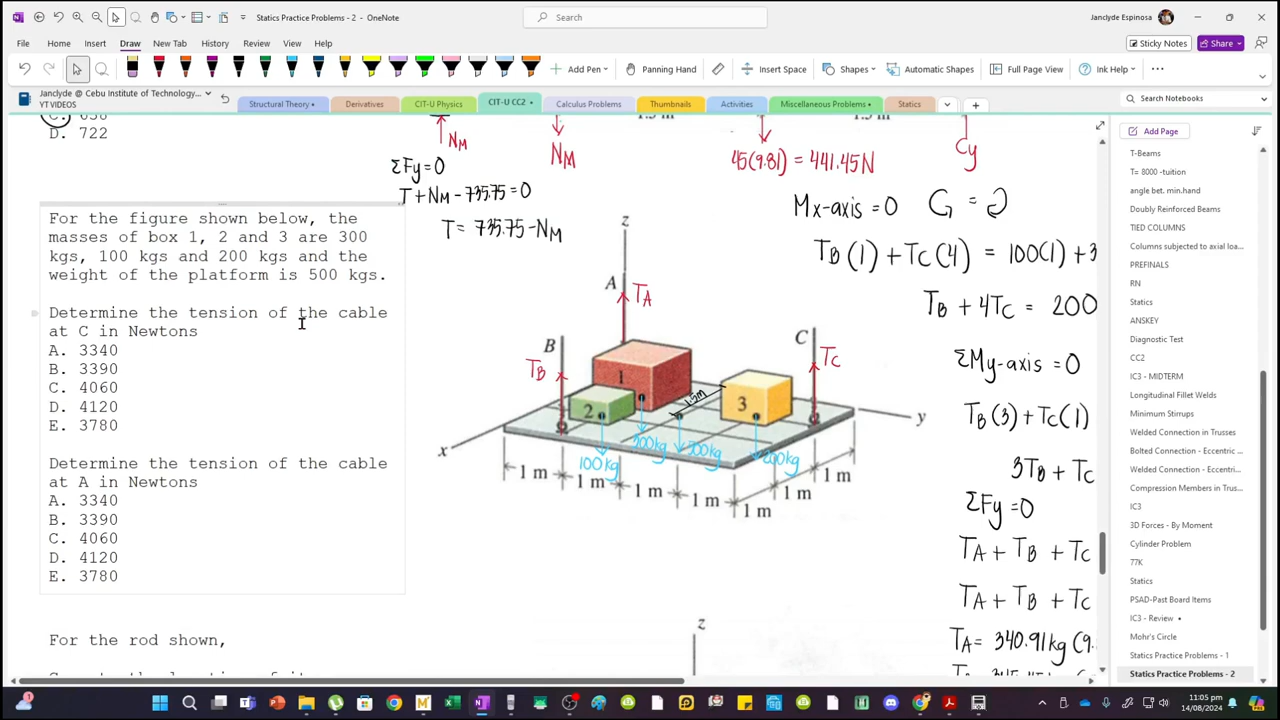 Statics Practice Problems - 2 - OneNote
Search
Janclyde Espinosa
File Home Insert Draw New Tab History Review View Help
Sticky Notes
Share
Add Pen
Panning Hand
Insert Space
Shapes
Automatic Shapes
Full Page View
Ink Help
Janclyde @ Cebu Institute of Technology...
YT VIDEOS
Structural Theory
Derivatives
CIT-U Physics
CIT-U CC2
Calculus Problems
Thumbnails
Activities
Miscellaneous Problems
Statics
Search Notebooks
Add Page
D. 722
For the figure shown below, the
masses of box 1, 2 and 3 are 300
kgs, 100 kgs and 200 kgs and the
weight of the platform is 500 kgs.
Determine the tension of the cable
at C in Newtons
A. 3340
B. 3390
C. 4060
D. 4120
E. 3780
Determine the tension of the cable
at A in Newtons
A. 3340
B. 3390
C. 4060
D. 4120
E. 3780
For the rod shown,
NM
NM
45(9.81) = 441.45N
Cy
ΣFy=0
T+NM-735.75=0
T= 735.75-NM
z
A
TA
B
TB
C
TC
1
2
3
1.5m
x
y
300kg
500kg
100kg
200kg
1 m
1 m
1 m
1 m
1 m
1 m
1 m
z
Mx-axis =0
TB(1)+TC(4) = 100(1)+3
TB + 4TC = 200
ΣMy-axis =0
TB(3)+TC(1)
3TB+TC
ΣFy=0
TA+TB+TC
TA+TB+TC
TA= 340.91kg(9.
T-Beams
T= 8000 -tuition
angle bet. min.hand
Doubly Reinforced Beams
TIED COLUMNS
Columns subjected to axial loa...
PREFINALS
RN
Statics
ANSKEY
Diagnostic Test
CC2
IC3 - MIDTERM
Longitudinal Fillet Welds
Minimum Stirrups
Welded Connection in Trusses
Bolted Connection - Eccentric...
Welded Connection - Eccentri...
Compression Members in Trus...
IC3
3D Forces - By Moment
Cylinder Problem
77K
Statics
PSAD-Past Board Items
IC3 - Review
Mohr's Circle
Statics Practice Problems - 1
Statics Practice Problems - 2
11:05 pm
14/08/2024